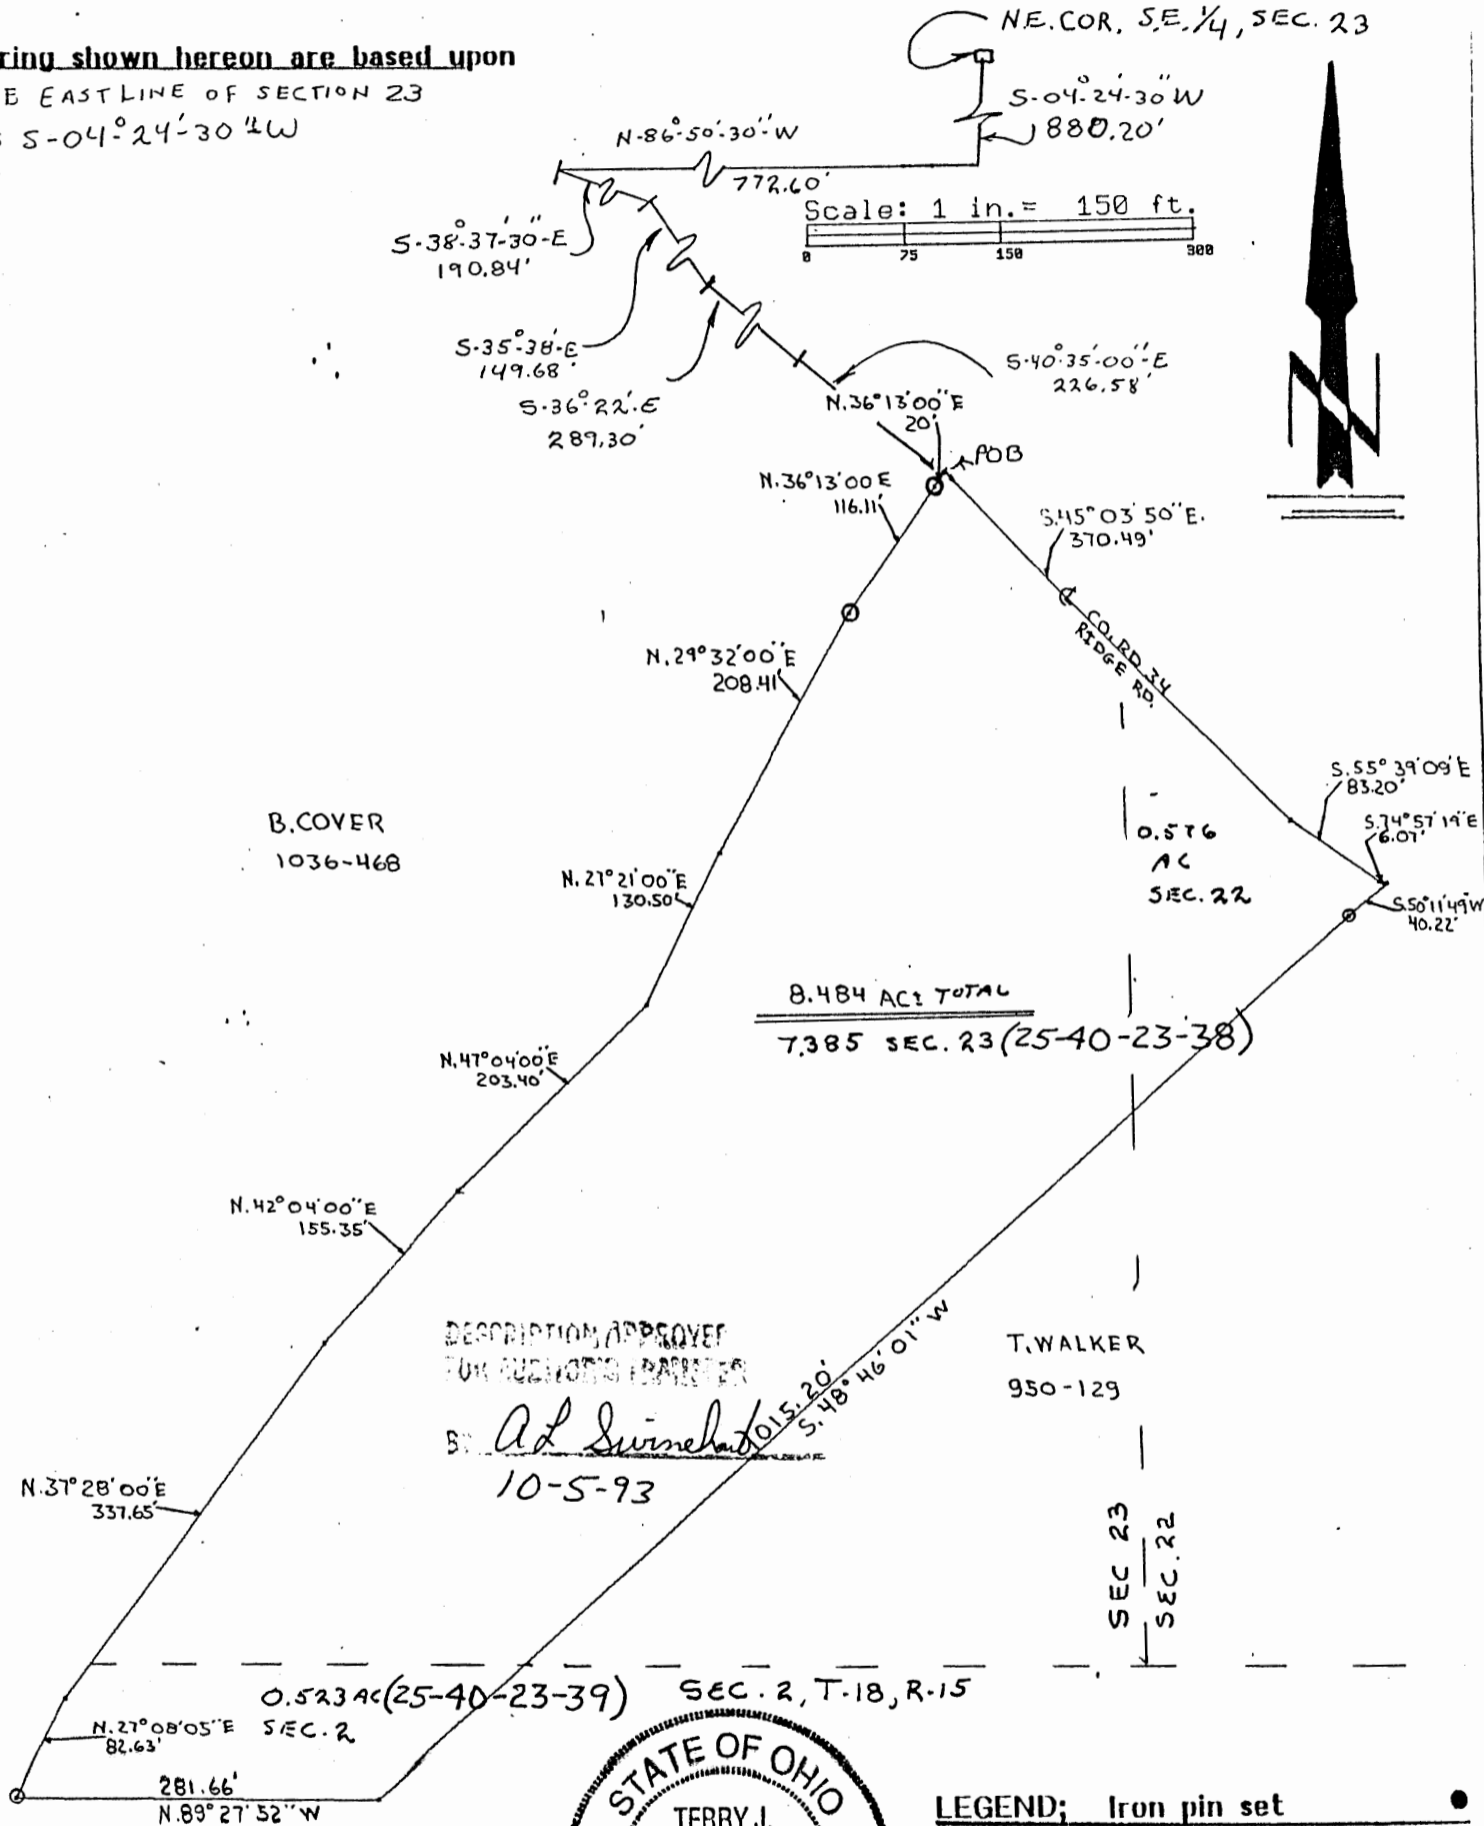 N.E. COR. S.E. 1/4, SEC. 23
ring shown hereon are based upon
E EAST LINE OF SECTION 23
S-04°-24'-30"W
S-04°-24'-30"W
880.20'
N-86°-50'-30"-W
772.60'
Scale: 1 in.= 150 ft.
0 75 150 300
S-38°-37'-30"-E
190.84'
S-35°-38'-E
149.68'
S-36°-22'-E
289.30'
S-40°-35'-00"-E
226.58'
N.36°13'00"E
20'
POB
N.36°13'00 E
116.11'
S.45°03'50"E.
370.49'
CO. RD. 34
RIDGE RD.
N.29°32'00"E
208.41'
S.55°39'09"E
83.20'
S.74°57'19"E
6.07'
S.50°11'49"W
40.22'
B. COVER
1036-468
0.576
AC
SEC. 22
N.27°21'00"E
130.50'
8.484 AC± TOTAL
7.385 SEC. 23 (25-40-23-38)
N.47°04'00"E
203.40'
N.42°04'00"E
155.35'
DESCRIPTION APPROVED
FOR AUDITOR'S TRANSFER
A L Swinehart
10-5-93
1015.20'
S.48°46'01"W
T. WALKER
950-129
N.37°28'00"E
337.65'
SEC 23
SEC. 22
0.523 AC (25-40-23-39) SEC. 2, T-18, R-15
SEC. 2
N.27°08'05"E
82.63'
281.66'
N.89°27'52"W
STATE OF OHIO
TERRY J.
LEGEND; Iron pin set
N